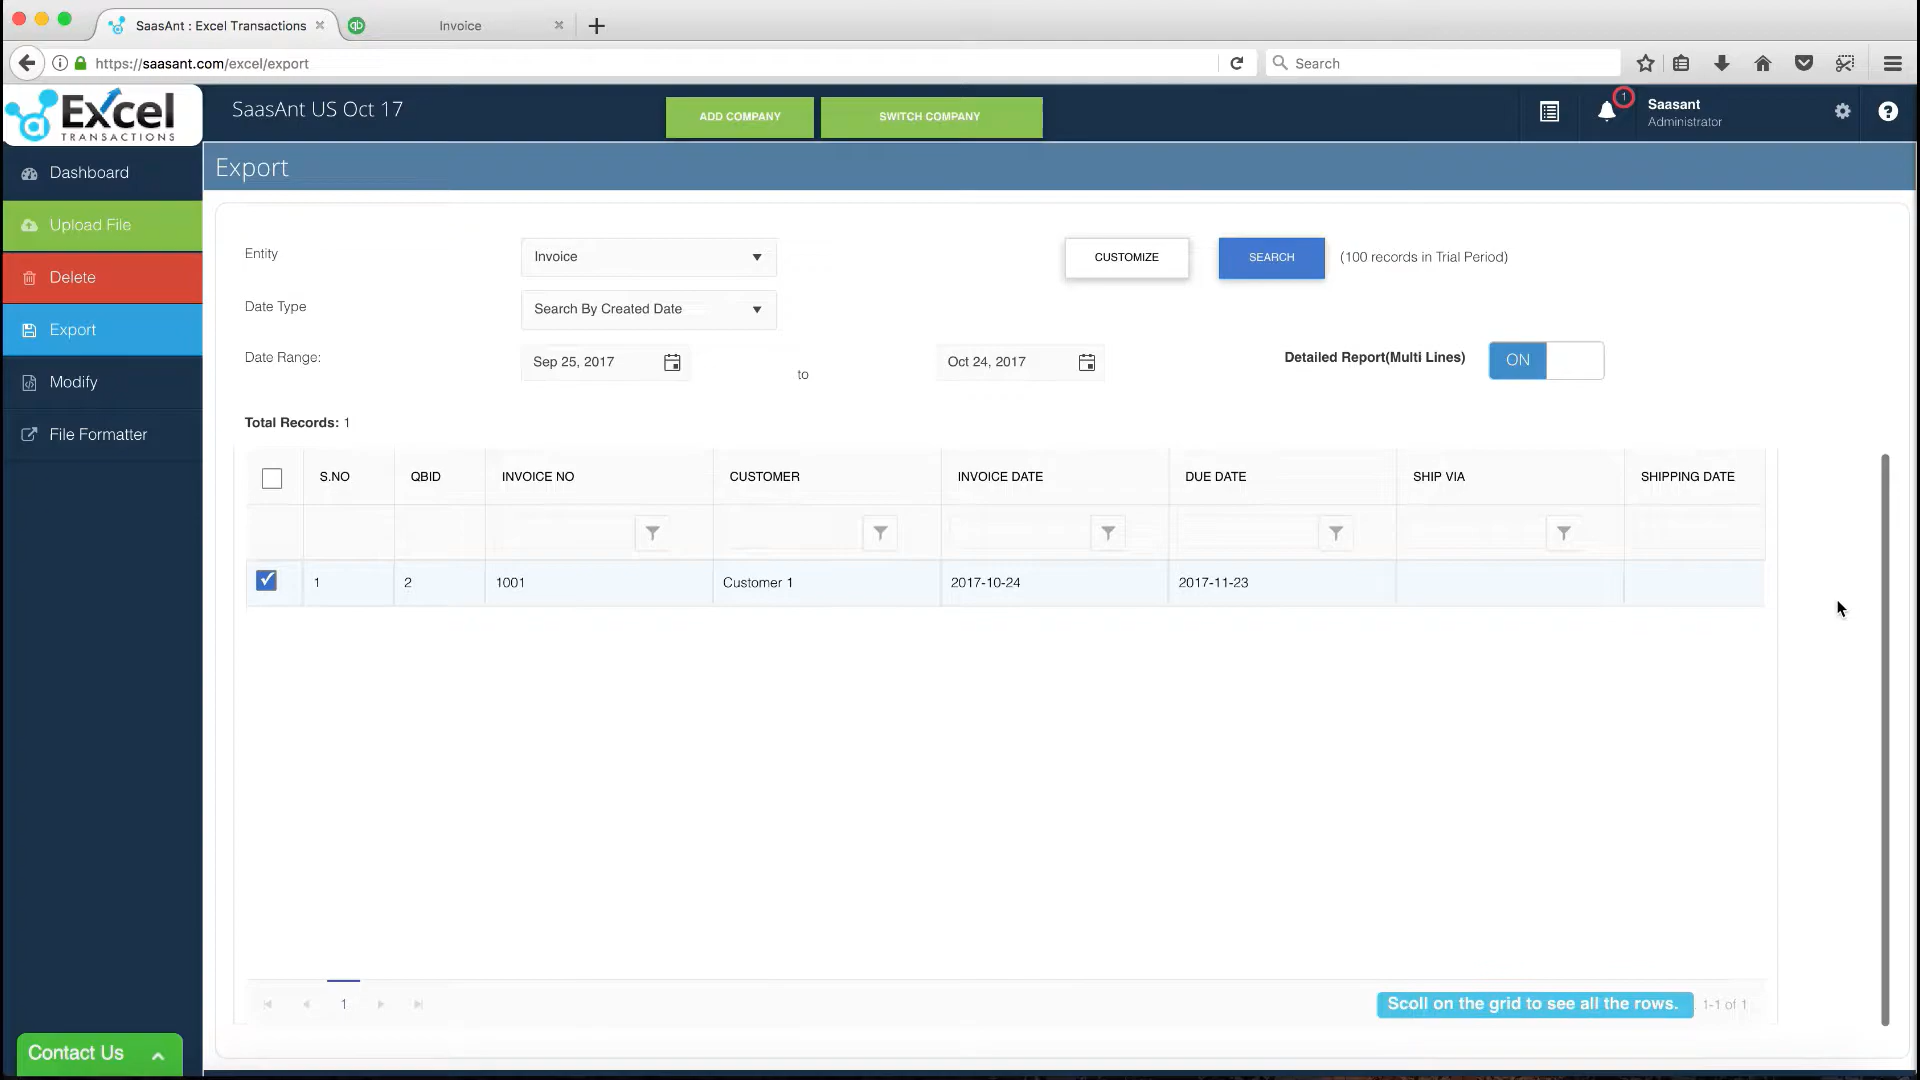 SaasAnt : Excel Transactions
qb
Invoice
https://saasant.com/excel/export
Search
Excel
TRANSACTIONS
SaasAnt US Oct 17
ADD COMPANY
SWITCH COMPANY
1
Saasant
Administrator
Dashboard
Upload File
Delete
Export
Modify
File Formatter
Export
Entity
Invoice
CUSTOMIZE
SEARCH
(100 records in Trial Period)
Date Type
Search By Created Date
Date Range:
Sep 25, 2017
to
Oct 24, 2017
Detailed Report(Multi Lines)
ON
Total Records: 1
S.NO QBID INVOICE NO CUSTOMER INVOICE DATE DUE DATE SHIP VIA SHIPPING DATE
1 2 1001 Customer 1 2017-10-24 2017-11-23
1
Scoll on the grid to see all the rows.
1-1 of 1
Contact Us